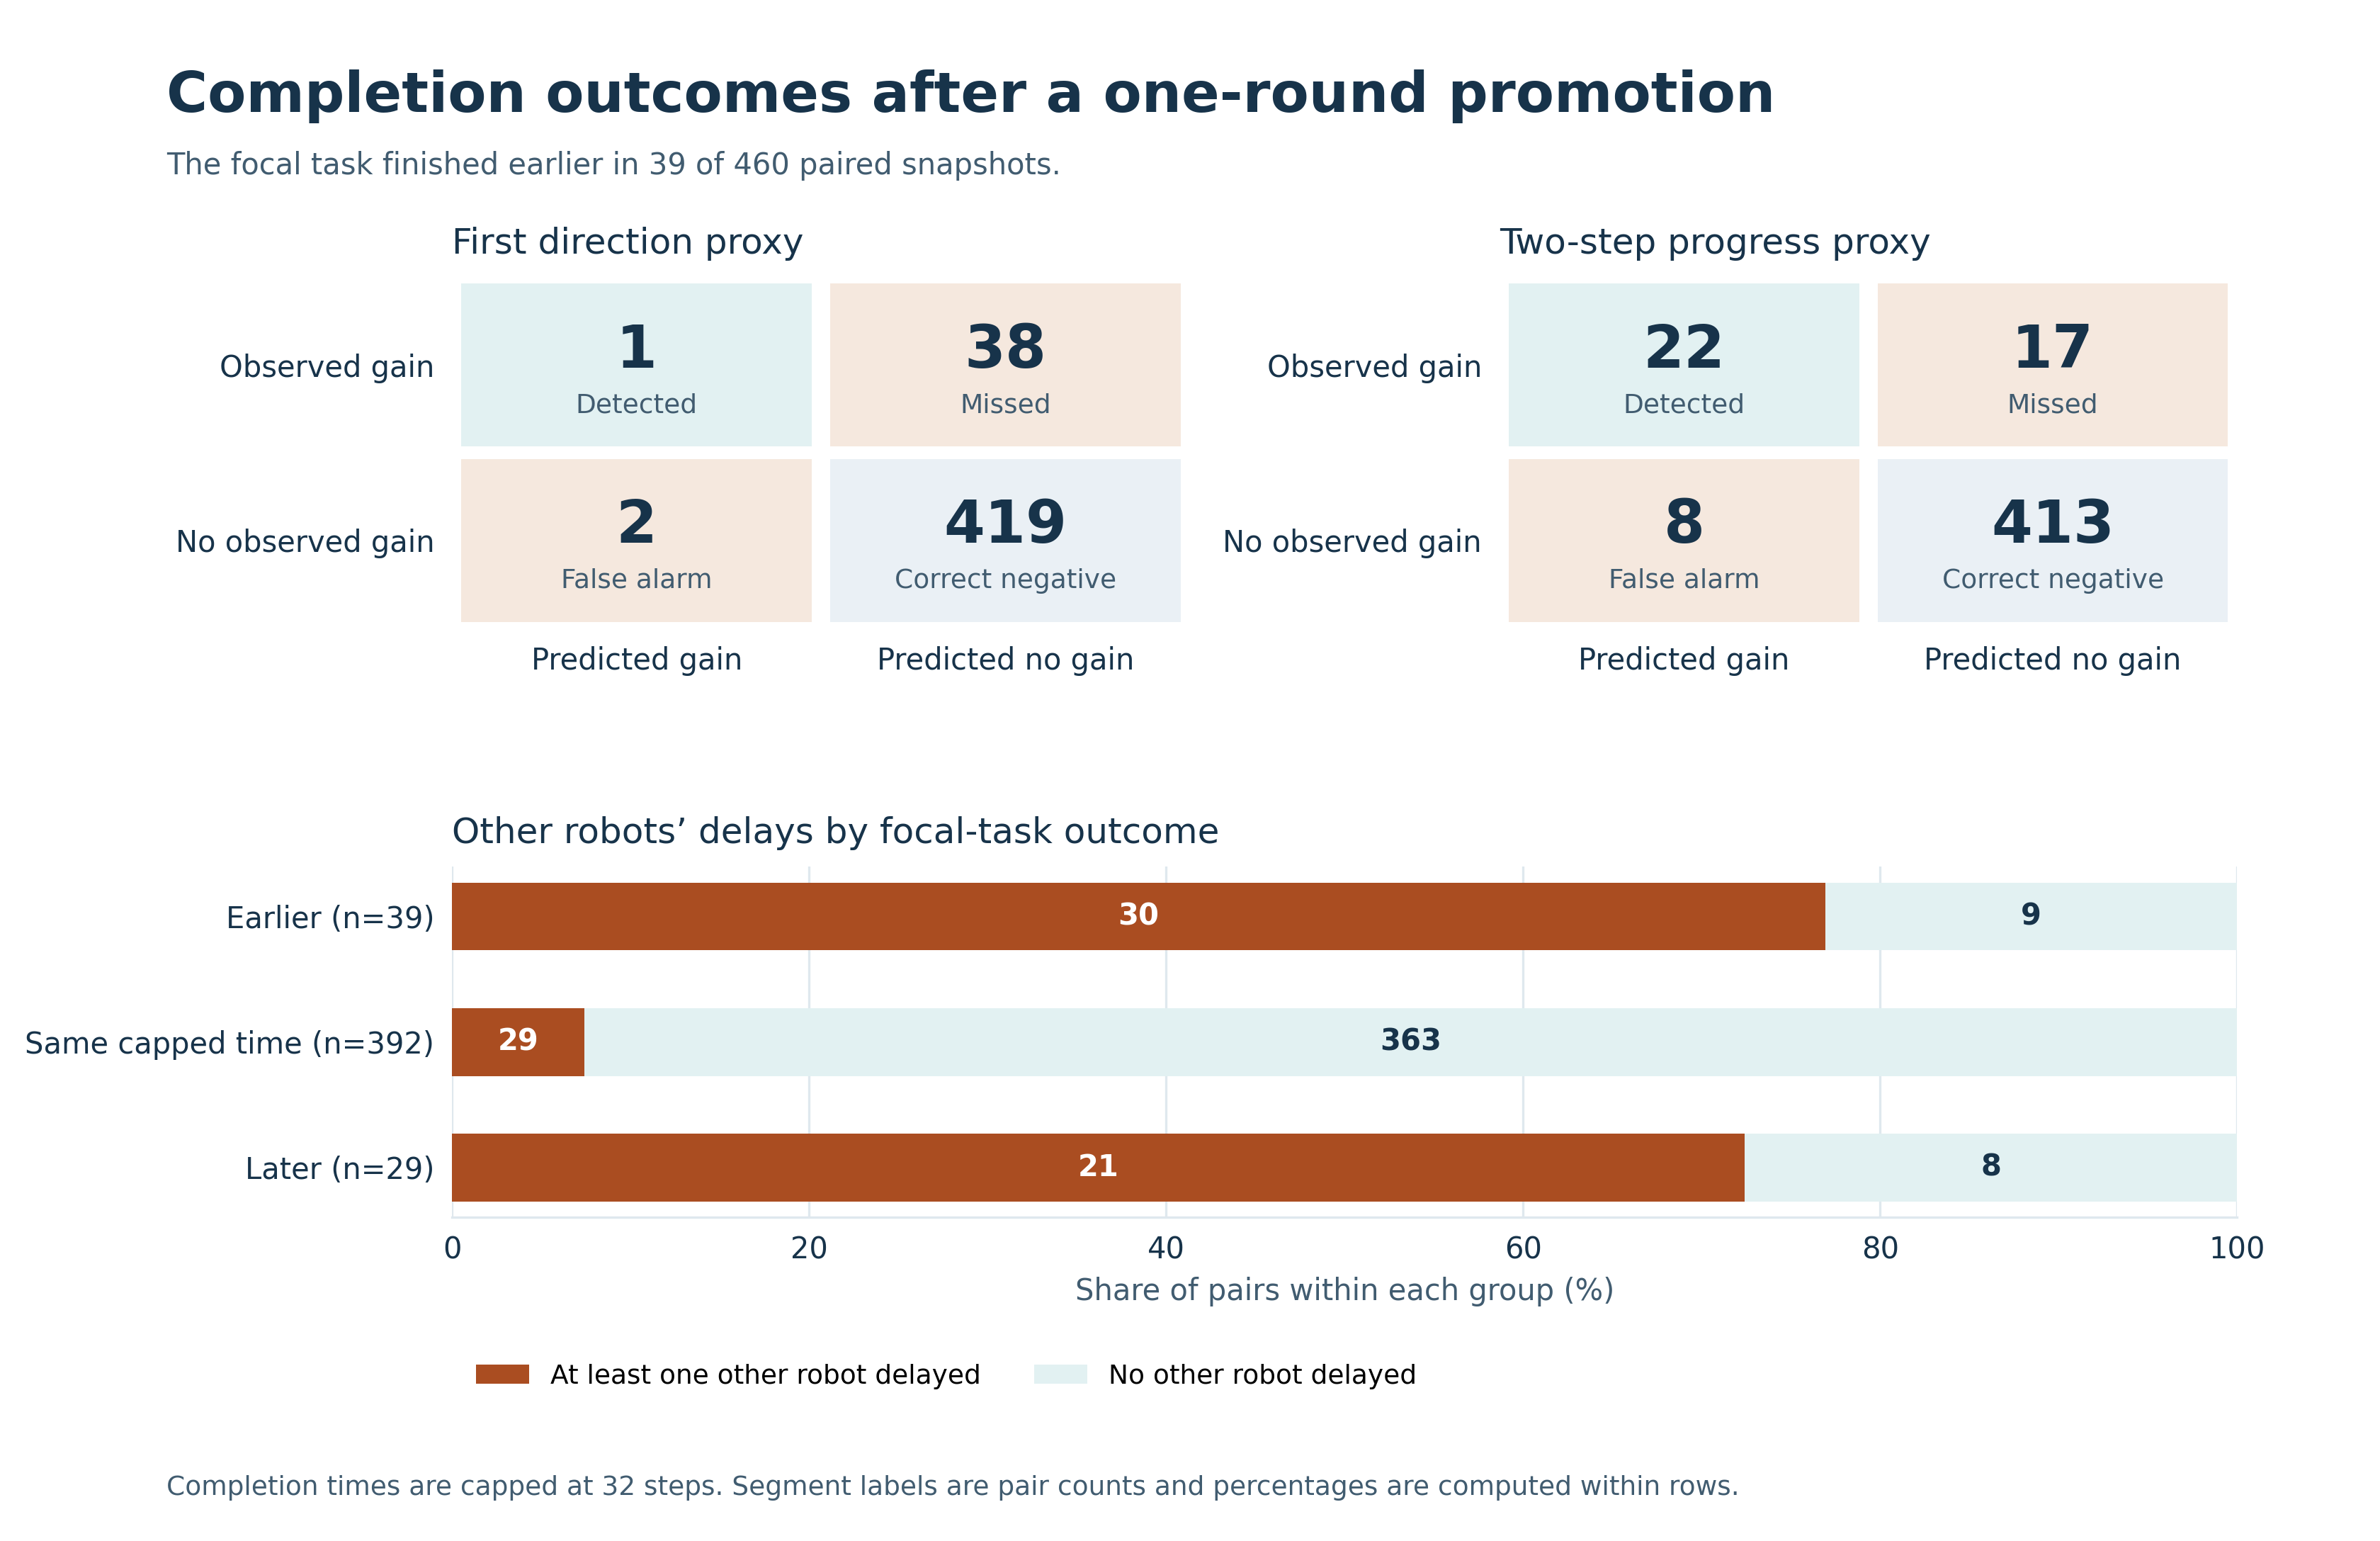 Completion outcomes after a one-round promotion
The focal task finished earlier in 39 of 460 paired snapshots.
First direction proxy
Observed gain
1
Detected
38
Missed
No observed gain
2
False alarm
419
Correct negative
Predicted gain
Predicted no gain
Two-step progress proxy
Observed gain
22
Detected
17
Missed
No observed gain
8
False alarm
413
Correct negative
Predicted gain
Predicted no gain
Other robots’ delays by focal-task outcome
Earlier (n=39)
30
9
Same capped time (n=392)
29
363
Later (n=29)
21
8
0 20 40 60 80 100
Share of pairs within each group (%)
At least one other robot delayed
No other robot delayed
Completion times are capped at 32 steps. Segment labels are pair counts and percentages are computed within rows.